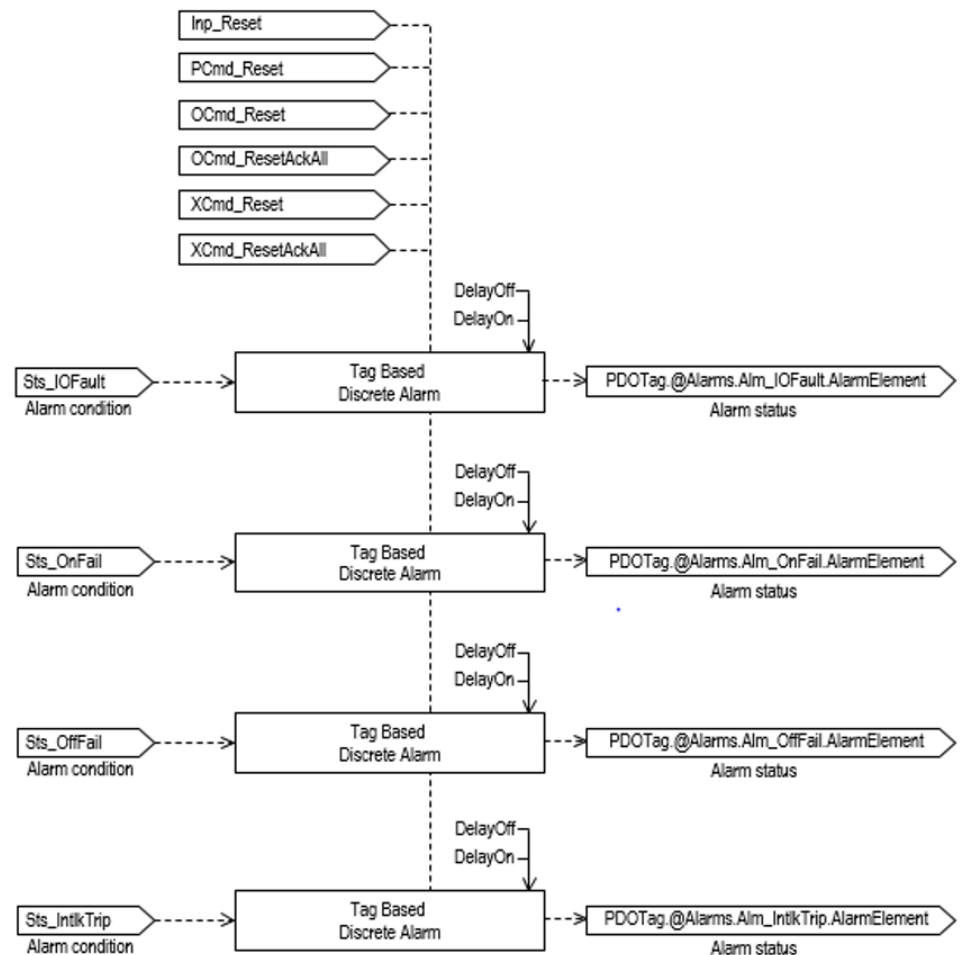 Inp_Reset
PCmd_Reset
OCmd_Reset
OCmd_ResetAckAll
XCmd_Reset
XCmd_ResetAckAll
DelayOff
DelayOn
Sts_IOFault
Alarm condition
Tag Based
Discrete Alarm
PDOTag.@Alarms.Alm_IOFault.AlarmElement
Alarm status
DelayOff
DelayOn
Sts_OnFail
Alarm condition
Tag Based
Discrete Alarm
PDOTag.@Alarms.Alm_OnFail.AlarmElement
Alarm status
DelayOff
DelayOn
Sts_OffFail
Alarm condition
Tag Based
Discrete Alarm
PDOTag.@Alarms.Alm_OffFail.AlarmElement
Alarm status
DelayOff
DelayOn
Sts_IntlkTrip
Alarm condition
Tag Based
Discrete Alarm
PDOTag.@Alarms.Alm_IntlkTrip.AlarmElement
Alarm status